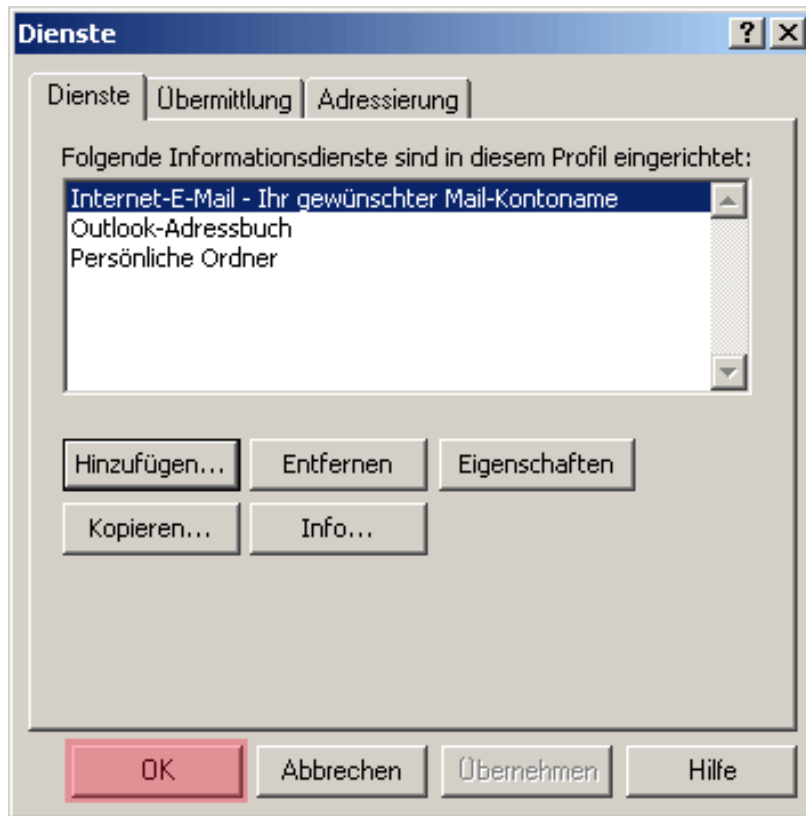 Dienste
Dienste Übermittlung Adressierung
Folgende Informationsdienste sind in diesem Profil eingerichtet:
Internet-E-Mail - Ihr gewünschter Mail-Kontoname
Outlook-Adressbuch
Persönliche Ordner
Hinzufügen... Entfernen Eigenschaften
Kopieren... Info...
OK Abbrechen Übernehmen Hilfe